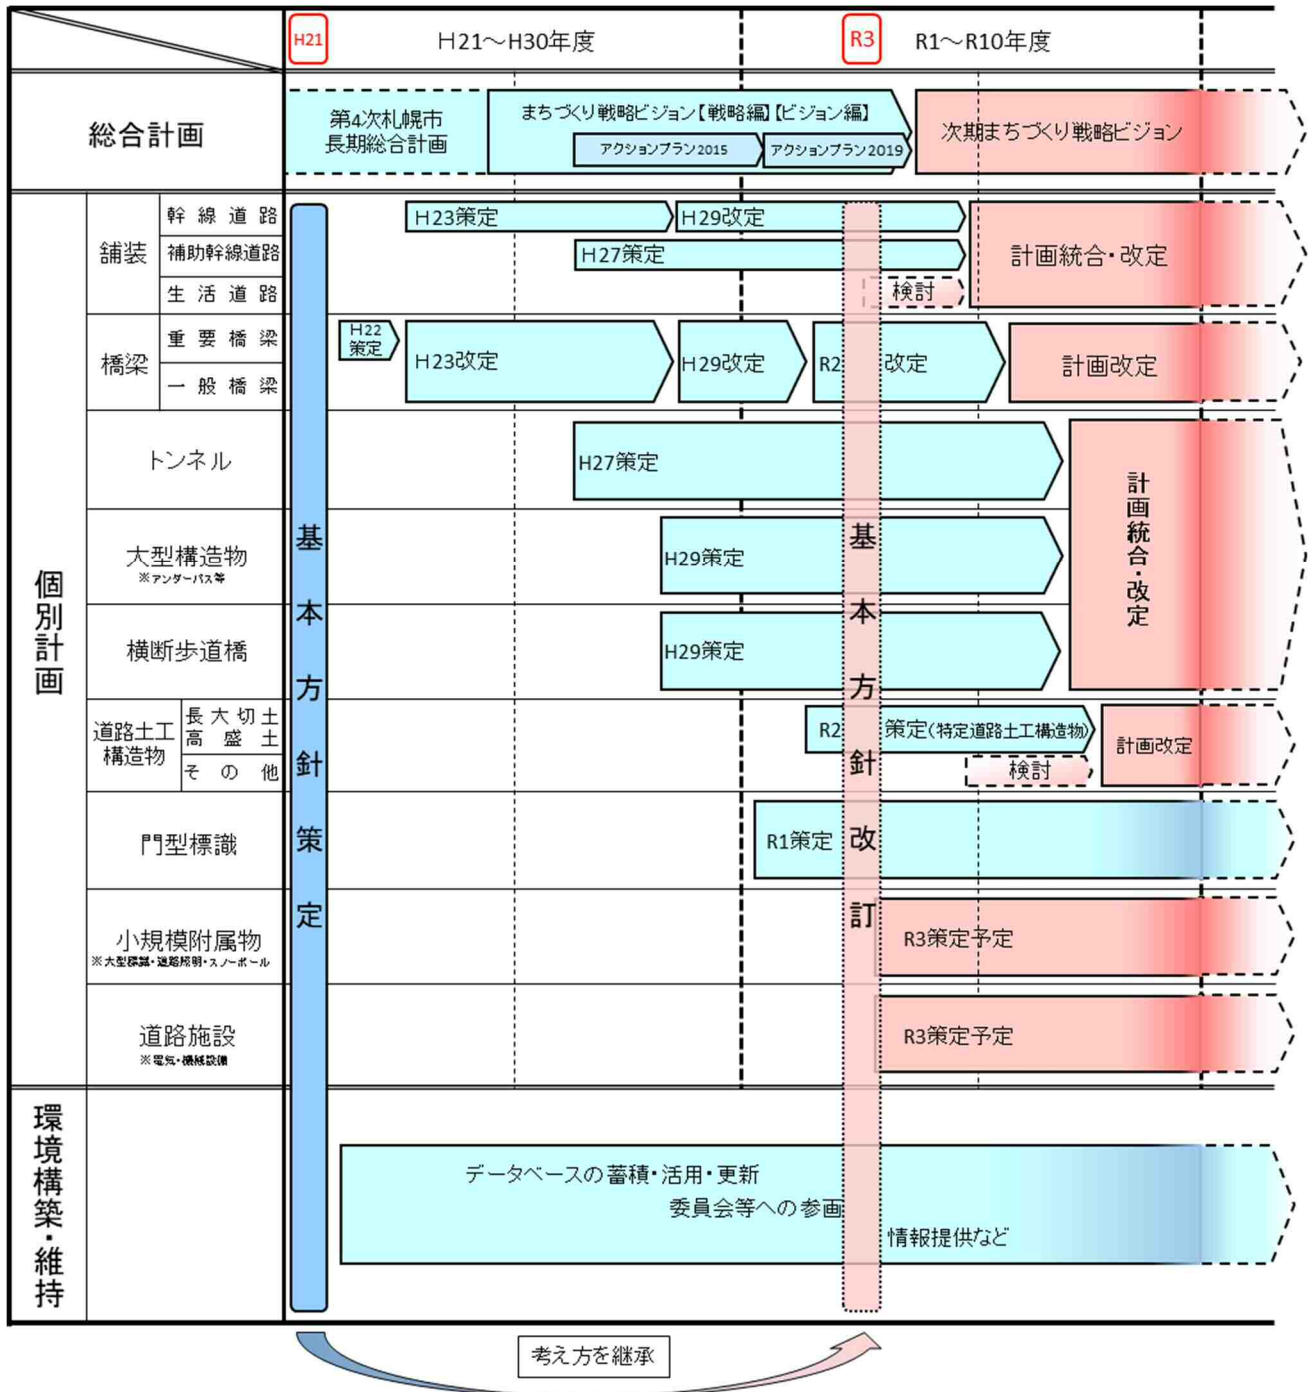 H21
H21～H30年度
R3
R1～R10年度
総合計画
第4次札幌市
長期総合計画
まちづくり戦略ビジョン【戦略編】【ビジョン編】
アクションプラン2015
アクションプラン2019
次期まちづくり戦略ビジョン
個別計画
舗装
幹線道路
H23策定
H29改定
補助幹線道路
H27策定
計画統合・改定
生活道路
検討
橋梁
重要橋梁
一般橋梁
H22
策定
H23改定
H29改定
R2
改定
計画改定
トンネル
H27策定
計画統合・改定
大型構造物
※アンダーパス等
H29策定
横断歩道橋
H29策定
道路土工
構造物
長大切土
高盛土
その他
R2
策定(特定道路土工構造物)
検討
計画改定
門型標識
R1策定
小規模附属物
※大型標識・道路照明・スノーポール
R3策定予定
道路施設
※電気・機械設備
R3策定予定
基本方針策定
基本方針改訂
環境構築・維持
データベースの蓄積・活用・更新
委員会等への参画
情報提供など
考え方を継承